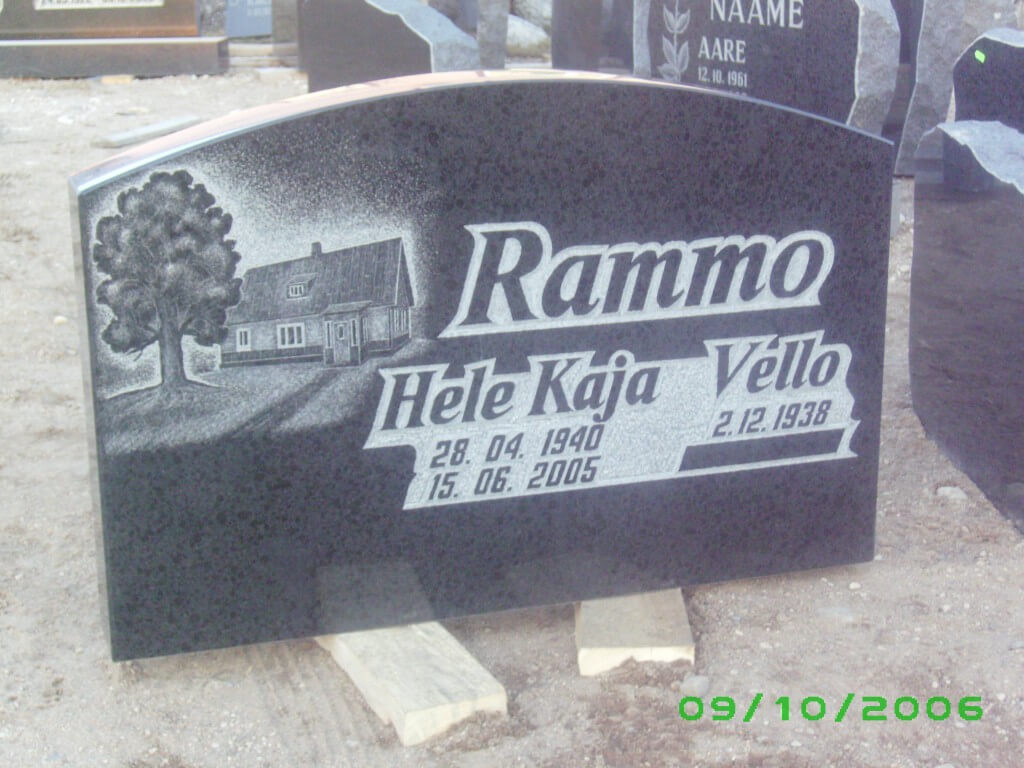 NAAME
AARE
12.10.1961
Rammo
Hele Kaja
28. 04. 1940
15. 06. 2005
Vello
2.12.1938
09/10/2006